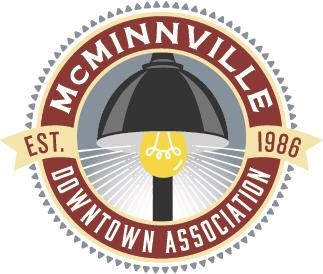 McMINNVILLE
EST. 1986
DOWNTOWN ASSOCIATION